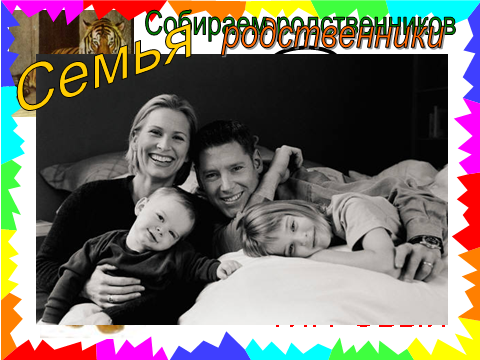 Собираем родственников
Семья
родственники